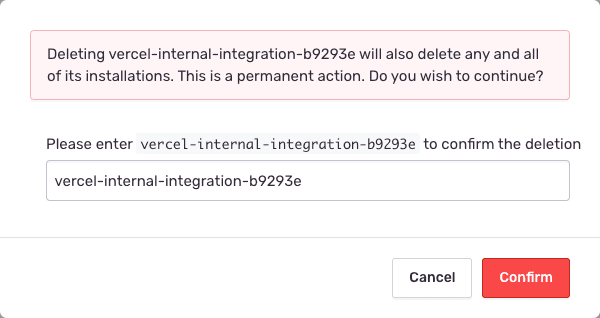 Deleting vercel-internal-integration-b9293e will also delete any and all
of its installations. This is a permanent action. Do you wish to continue?
Please enter vercel-internal-integration-b9293e to confirm the deletion
vercel-internal-integration-b9293e
Cancel Confirm